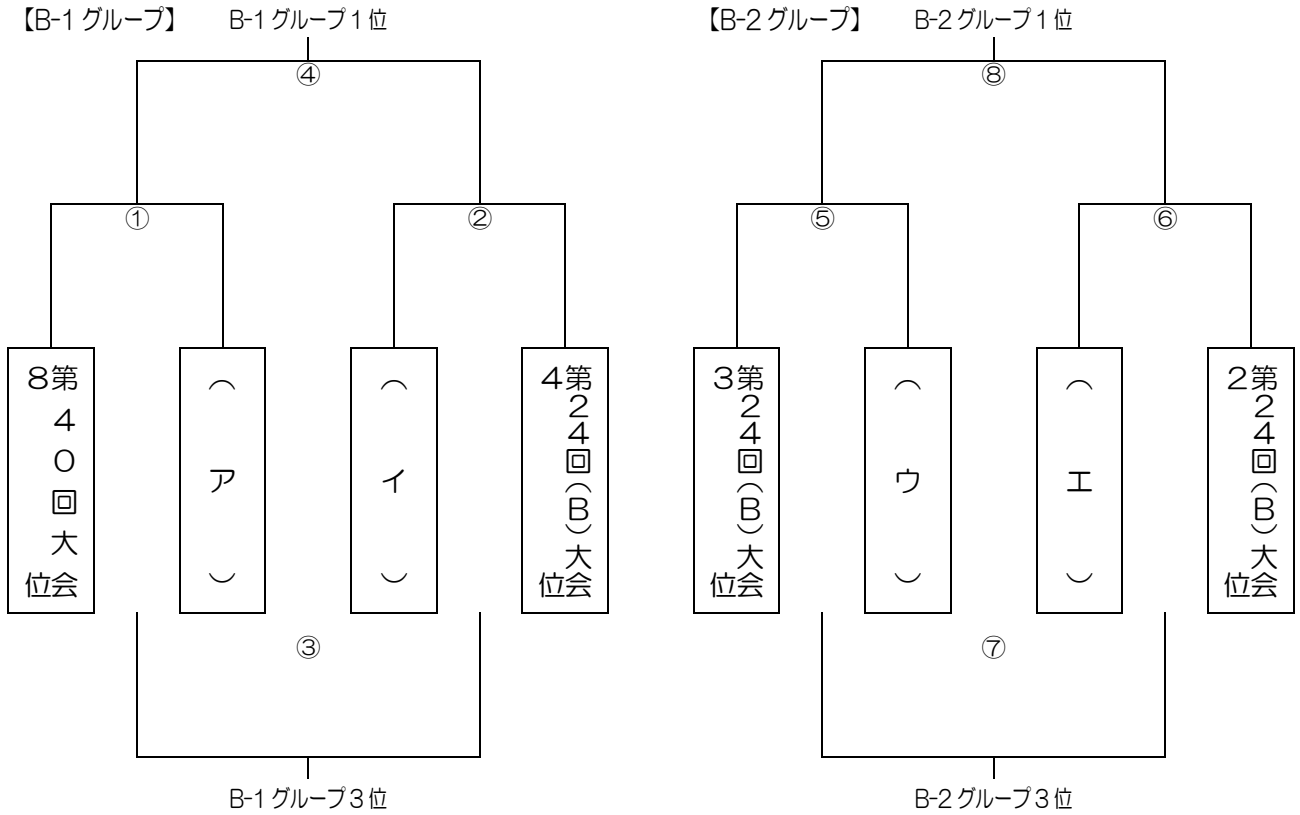 【B-1グループ】 B-1グループ1位
④
①
②
第40回大会
8位
（ア）
（イ）
第24回（B）大会
4位
③
B-1グループ3位
【B-2グループ】 B-2グループ1位
⑧
⑤
⑥
第24回（B）大会
3位
（ウ）
（エ）
第24回（B）大会
2位
⑦
B-2グループ3位